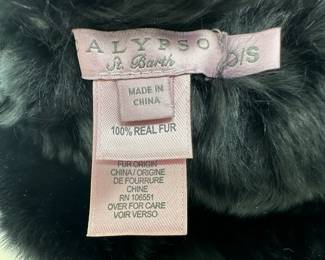 ALYPSO
St. Barth
O/S
MADE IN
CHINA
100% REAL FUR
FUR ORIGIN
CHINA / ORIGINE
DE FOURRURE
CHINE
RN 106551
OVER FOR CARE
VOIR VERSO